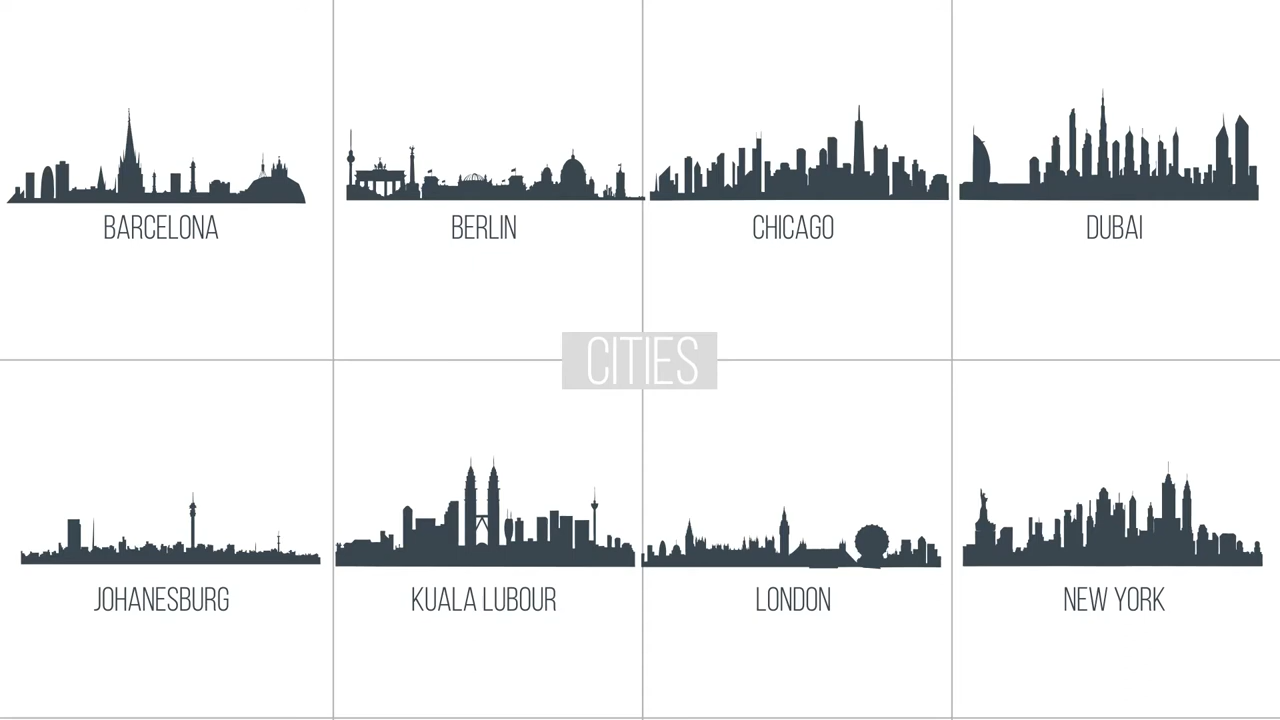 BARCELONA
BERLIN
CHICAGO
DUBAI
CITIES
JOHANESBURG
KUALA LUBOUR
LONDON
NEW YORK